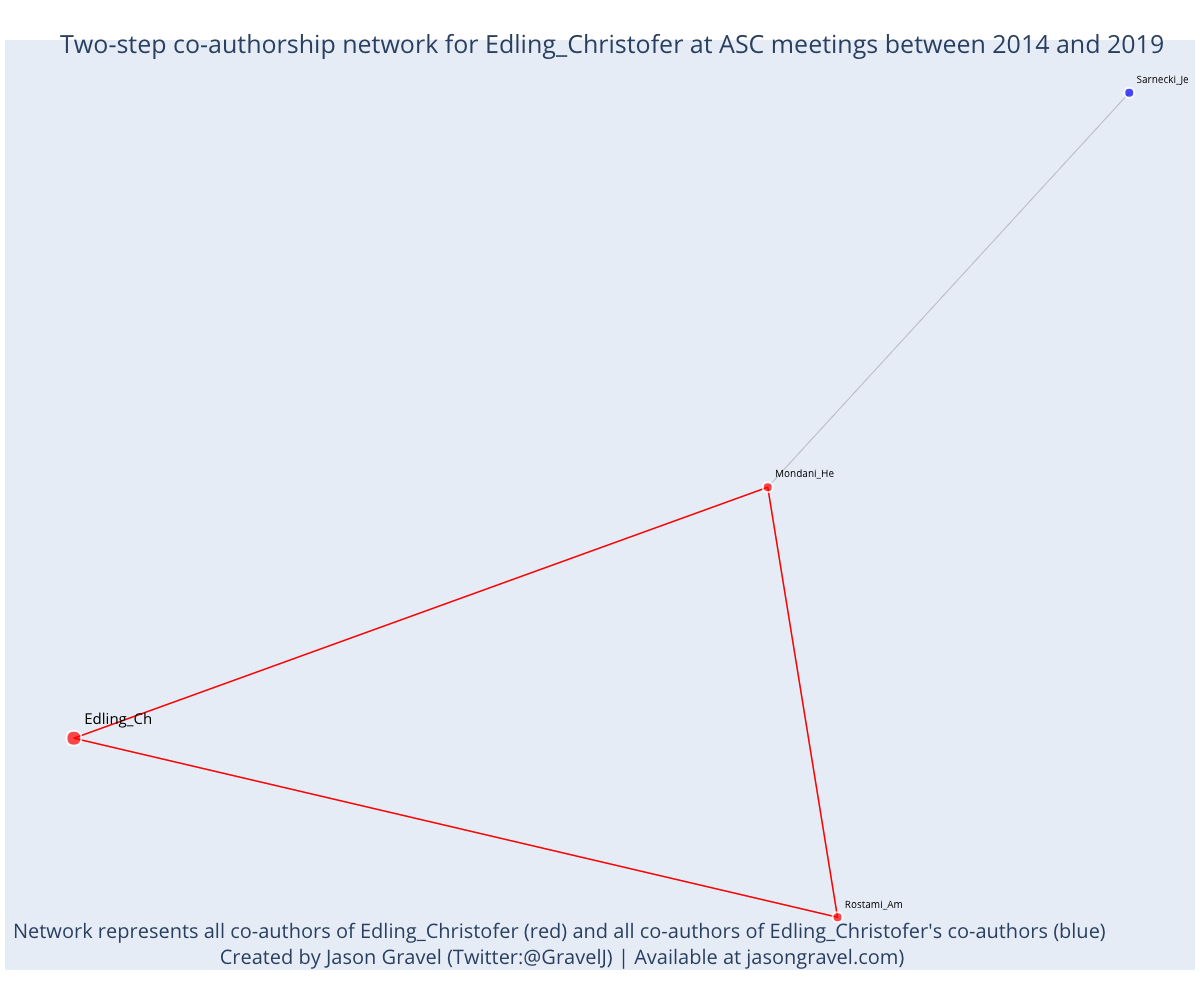 Two-step co-authorship network for Edling_Christofer at ASC meetings between 2014 and 2019
Sarnecki_Je
Mondani_He
Edling_Ch
Rostami_Am
Network represents all co-authors of Edling_Christofer (red) and all co-authors of Edling_Christofer's co-authors (blue)
Created by Jason Gravel (Twitter:@GravelJ) | Available at jasongravel.com)